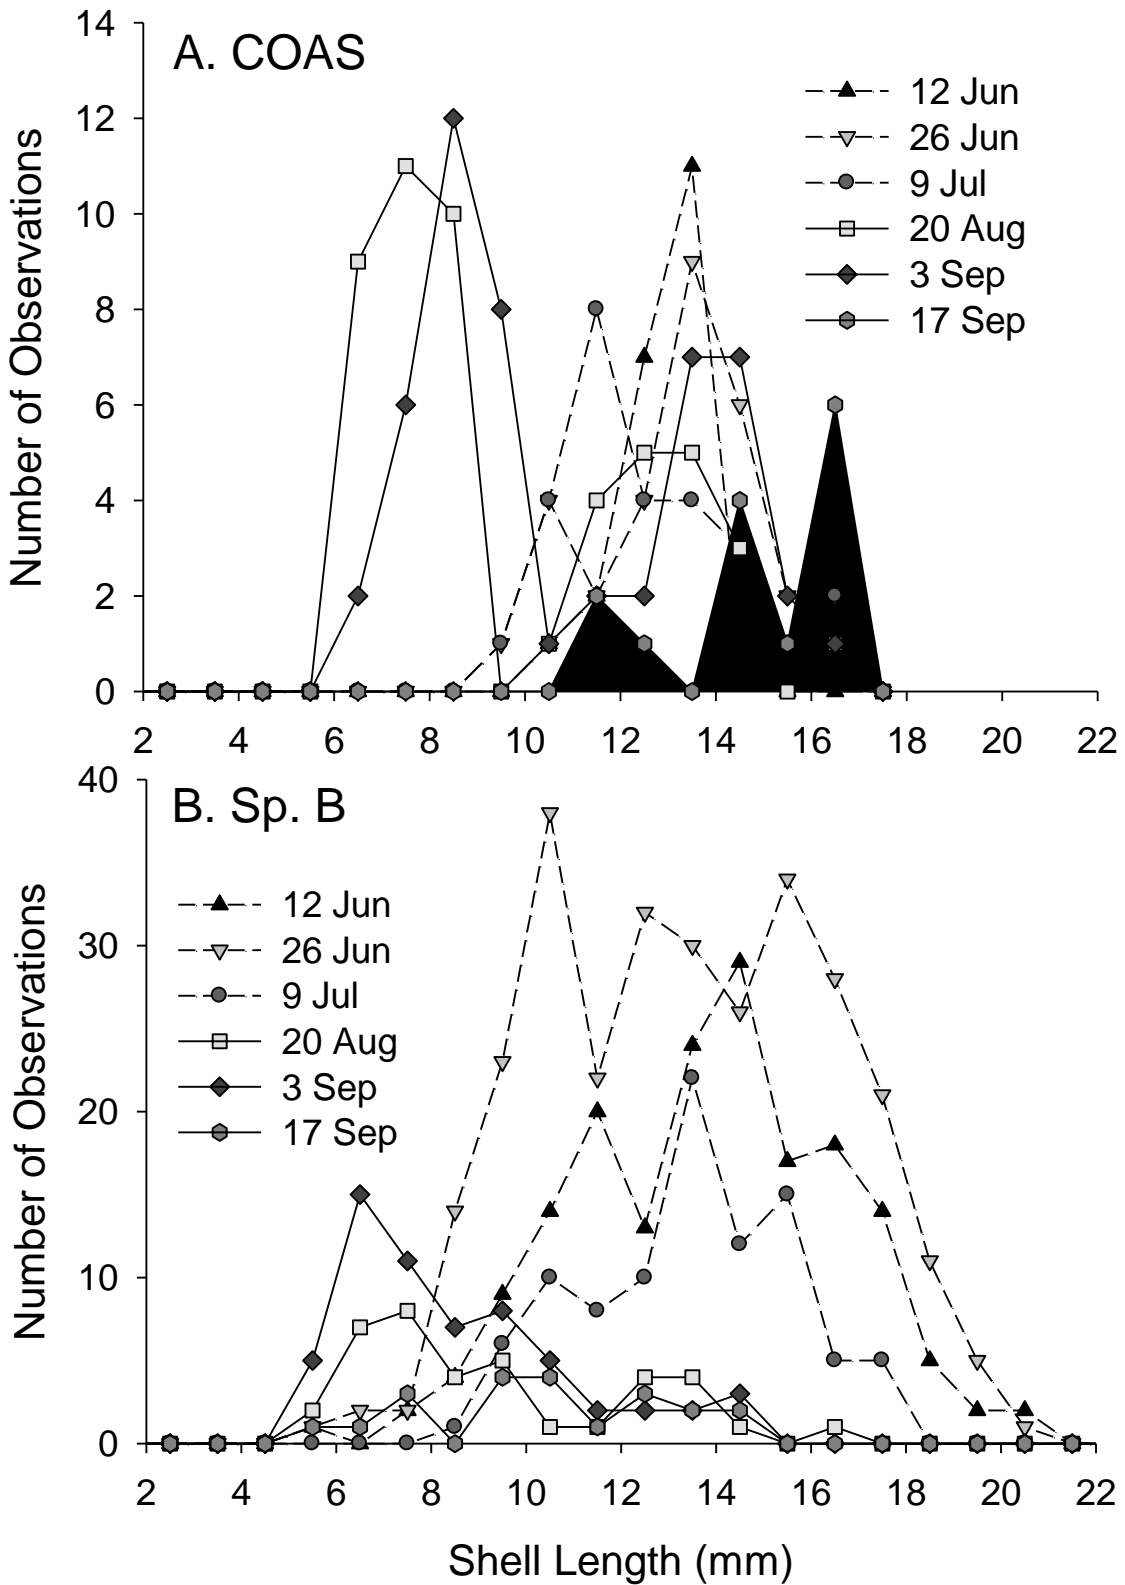 14
A. COAS
12
10
8
6
4
2
0
Number of Observations
12 Jun
26 Jun
9 Jul
20 Aug
3 Sep
17 Sep
2 4 6 8 10 12 14 16 18 20 22
40
B. Sp. B
30
20
10
0
Number of Observations
12 Jun
26 Jun
9 Jul
20 Aug
3 Sep
17 Sep
2 4 6 8 10 12 14 16 18 20 22
Shell Length (mm)